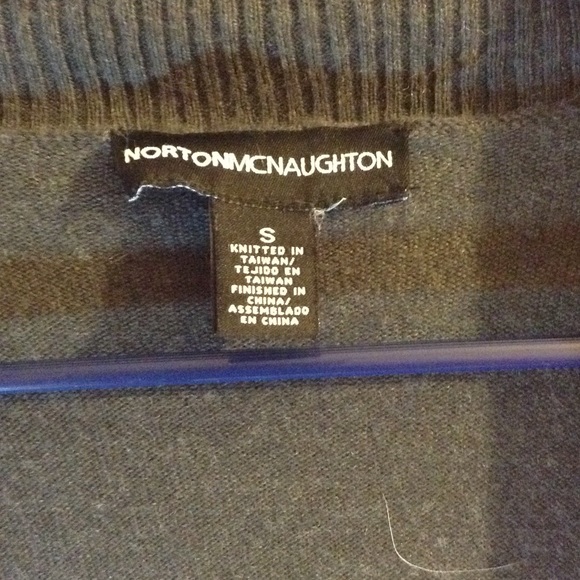 NORTONMCNAUGHTON
S
KNITTED IN
TAIWAN/
TEJIDO EN
TAIWAN
FINISHED IN
CHINA/
ASSEMBLADO
EN CHINA